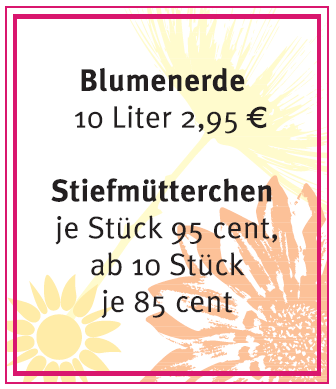 Blumenerde
10 Liter 2,95 €
Stiefmütterchen
je Stück 95 cent,
ab 10 Stück
je 85 cent